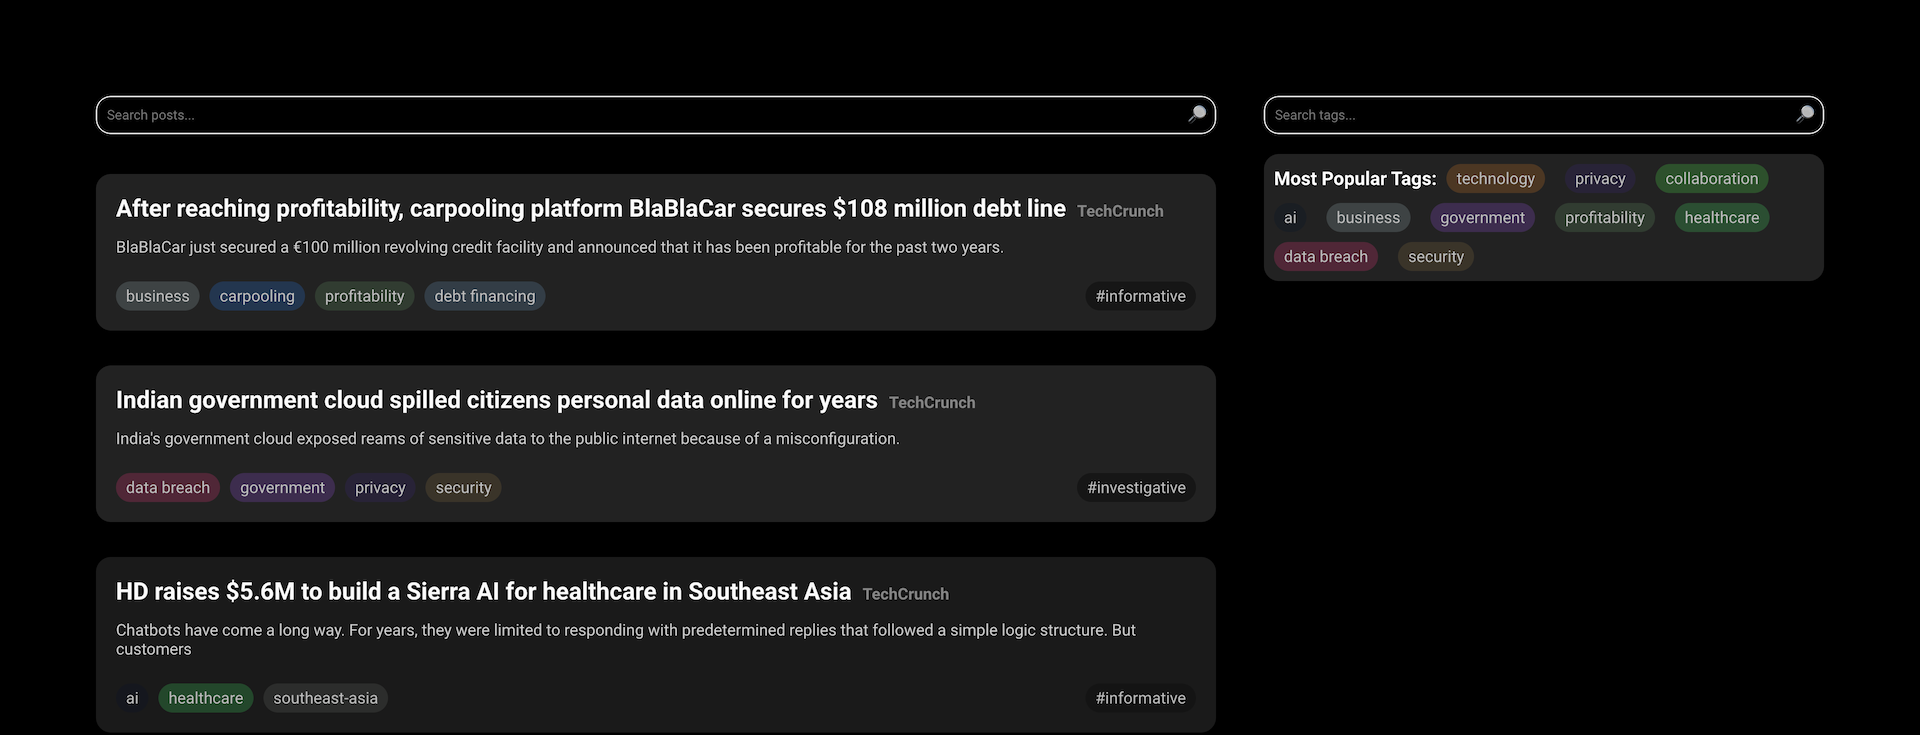 Search posts...
After reaching profitability, carpooling platform BlaBlaCar secures $108 million debt line TechCrunch
BlaBlaCar just secured a €100 million revolving credit facility and announced that it has been profitable for the past two years.
business carpooling profitability debt financing #informative
Indian government cloud spilled citizens personal data online for years TechCrunch
India's government cloud exposed reams of sensitive data to the public internet because of a misconfiguration.
data breach government privacy security #investigative
HD raises $5.6M to build a Sierra AI for healthcare in Southeast Asia TechCrunch
Chatbots have come a long way. For years, they were limited to responding with predetermined replies that followed a simple logic structure. But
customers
ai healthcare southeast-asia #informative
Search tags...
Most Popular Tags: technology privacy collaboration
ai business government profitability healthcare
data breach security